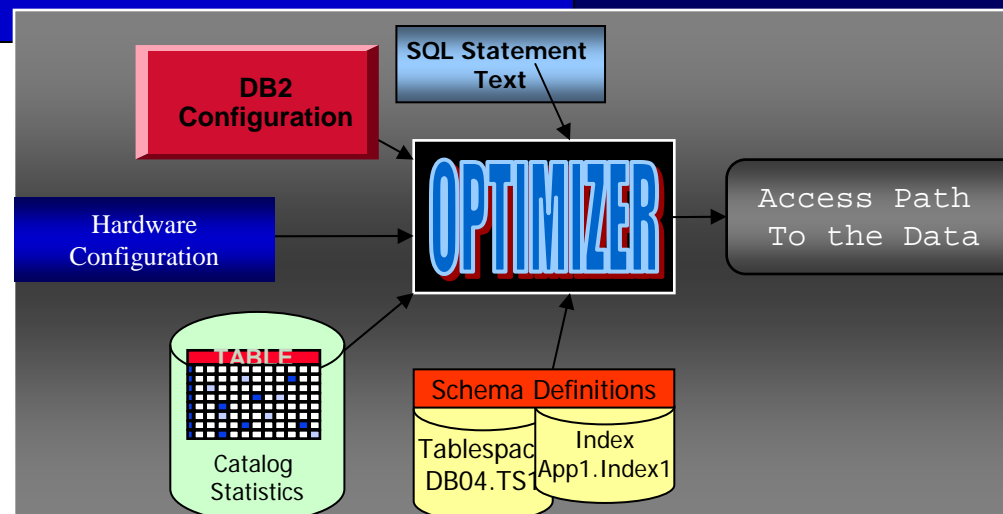 SQL Statement
Text
DB2
Configuration
OPTIMIZER
Access Path
To the Data
Hardware
Configuration
TABLE
Catalog
Statistics
Schema Definitions
Tablespac
DB04.TS1
Index
App1.Index1